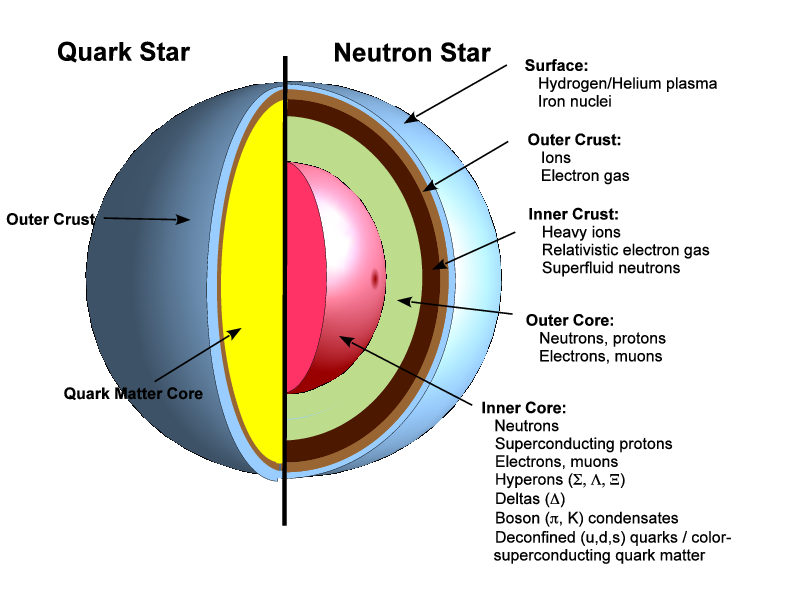 Quark Star
Neutron Star
Surface:
Hydrogen/Helium plasma
Iron nuclei
Outer Crust:
Ions
Electron gas
Inner Crust:
Heavy ions
Relativistic electron gas
Superfluid neutrons
Outer Core:
Neutrons, protons
Electrons, muons
Inner Core:
Neutrons
Superconducting protons
Electrons, muons
Hyperons (Σ, Λ, Ξ)
Deltas (Δ)
Boson (π, K) condensates
Deconfined (u,d,s) quarks / color-
superconducting quark matter
Outer Crust
Quark Matter Core